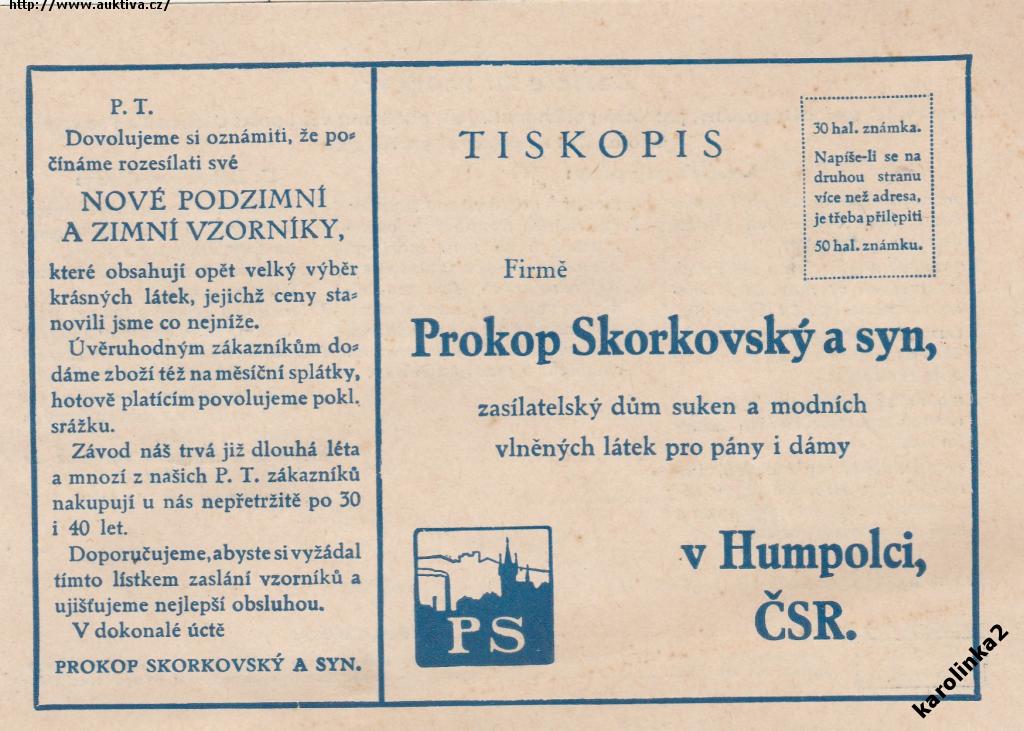 http://www.auktiva.cz/
P. T.
Dovolujeme si oznámiti, že po=
čínáme rozesílati své
NOVÉ PODZIMNÍ
A ZIMNÍ VZORNÍKY,
které obsahují opět velký výběr
krásných látek, jejichž ceny sta=
novili jsme co nejníže.
Úvěruhodným zákazníkům do=
dáme zboží též na měsíční splátky,
hotově platícím povolujeme pokl.
srážku.
Závod náš trvá již dlouhá léta
a mnozí z našich P. T. zákazníků
nakupují u nás nepřetržitě po 30
i 40 let.
Doporučujeme, abyste si vyžádal
tímto lístkem zaslání vzorníků a
ujišťujeme nejlepší obsluhou.
V dokonalé úctě
PROKOP SKORKOVSKÝ A SYN.
TISKOPIS
30 hal. známka.
Napíše=li se na
druhou stranu
více než adresa,
je třeba přilepiti
50 hal. známku.
Firmě
Prokop Skorkovský a syn,
zasílatelský dům suken a modních
vlněných látek pro pány i dámy
PS
v Humpolci,
ČSR.
karolinka2